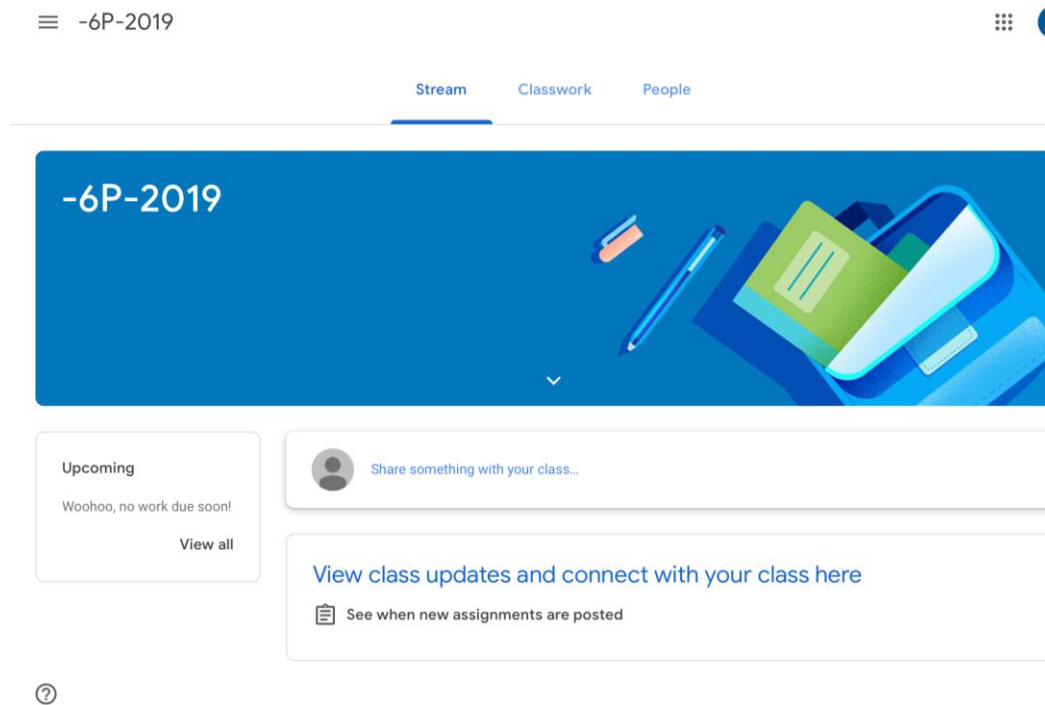 -6P-2019
Stream Classwork People
-6P-2019
Upcoming
Woohoo, no work due soon!
View all
Share something with your class...
View class updates and connect with your class here
See when new assignments are posted